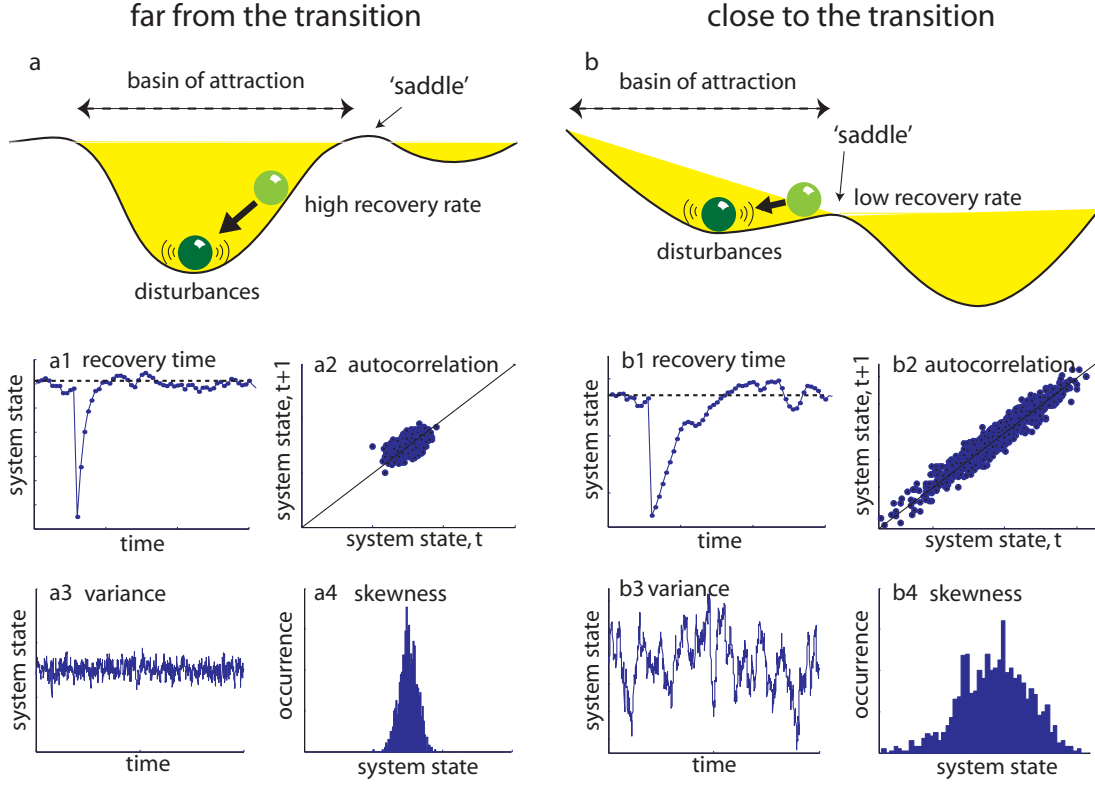 far from the transition
close to the transition
a
basin of attraction
'saddle'
high recovery rate
disturbances
b
basin of attraction
'saddle'
low recovery rate
disturbances
a1 recovery time
system state
time
a2 autocorrelation
system state, t+1
system state, t
b1 recovery time
system state
time
b2 autocorrelation
system state, t+1
system state, t
a3 variance
system state
time
a4 skewness
occurrence
system state
b3 variance
system state
time
b4 skewness
occurrence
system state